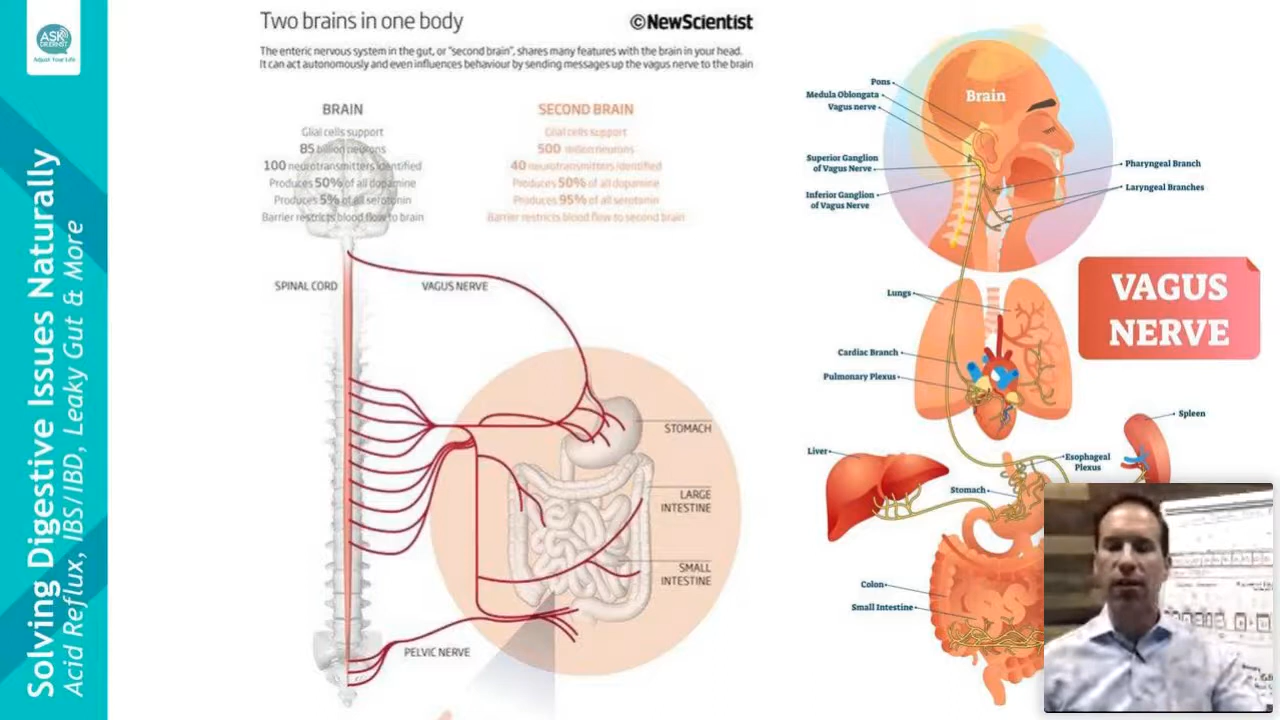 ASK
DR.ERNST
Adjust Your Life
Solving Digestive Issues Naturally
Acid Reflux, IBS/IBD, Leaky Gut & More
Two brains in one body
©NewScientist
The enteric nervous system in the gut, or "second brain", shares many features with the brain in your head.
It can act autonomously and even influences behaviour by sending messages up the vagus nerve to the brain
BRAIN
Glial cells support
85 billion neurons
100 neurotransmitters identified
Produces 50% of all dopamine
Produces 5% of all serotonin
Barrier restricts blood flow to brain
SECOND BRAIN
Glial cells support
500 million neurons
40 neurotransmitters identified
Produces 50% of all dopamine
Produces 95% of all serotonin
Barrier restricts blood flow to second brain
SPINAL CORD
VAGUS NERVE
STOMACH
LARGE
INTESTINE
SMALL
INTESTINE
PELVIC NERVE
Brain
Pons
Medula Oblongata
Vagus nerve
Superior Ganglion
of Vagus Nerve
Inferior Ganglion
of Vagus Nerve
Pharyngeal Branch
Laryngeal Branches
VAGUS
NERVE
Lungs
Cardiac Branch
Pulmonary Plexus
Spleen
Liver
Esophageal
Plexus
Stomach
Colon
Small Intestine